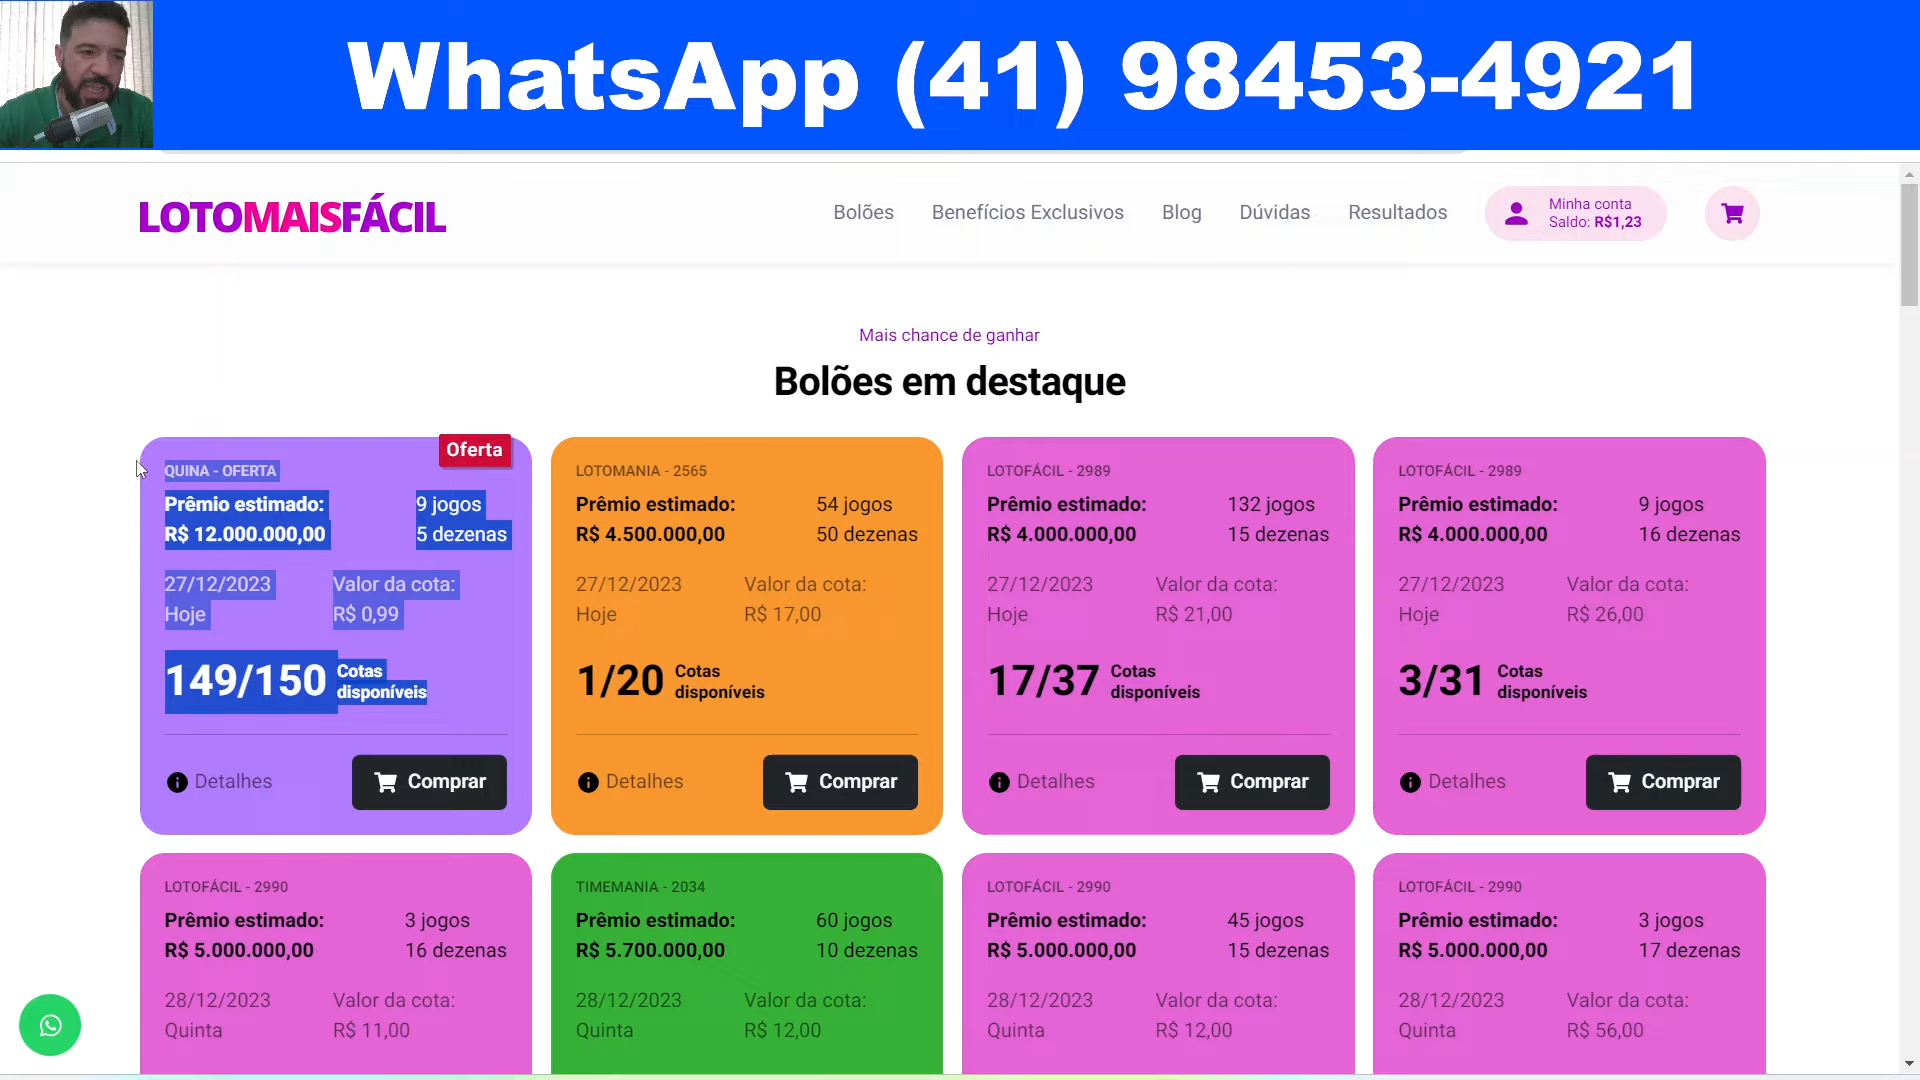 WhatsApp (41) 98453-4921
LOTOMAISFÁCIL
Bolões
Benefícios Exclusivos
Blog
Dúvidas
Resultados
Minha conta
Saldo: R$1,23
Mais chance de ganhar
Bolões em destaque
Oferta
QUINA - OFERTA
Prêmio estimado:
9 jogos
R$ 12.000.000,00
5 dezenas
27/12/2023
Valor da cota:
Hoje
R$ 0,99
149/150 Cotas
disponíveis
Detalhes
Comprar
LOTOMANIA - 2565
Prêmio estimado:
54 jogos
R$ 4.500.000,00
50 dezenas
27/12/2023
Valor da cota:
Hoje
R$ 17,00
1/20 Cotas
disponíveis
Detalhes
Comprar
LOTOFÁCIL - 2989
Prêmio estimado:
132 jogos
R$ 4.000.000,00
15 dezenas
27/12/2023
Valor da cota:
Hoje
R$ 21,00
17/37 Cotas
disponíveis
Detalhes
Comprar
LOTOFÁCIL - 2989
Prêmio estimado:
9 jogos
R$ 4.000.000,00
16 dezenas
27/12/2023
Valor da cota:
Hoje
R$ 26,00
3/31 Cotas
disponíveis
Detalhes
Comprar
LOTOFÁCIL - 2990
Prêmio estimado:
3 jogos
R$ 5.000.000,00
16 dezenas
28/12/2023
Valor da cota:
Quinta
R$ 11,00
TIMEMANIA - 2034
Prêmio estimado:
60 jogos
R$ 5.700.000,00
10 dezenas
28/12/2023
Valor da cota:
Quinta
R$ 12,00
LOTOFÁCIL - 2990
Prêmio estimado:
45 jogos
R$ 5.000.000,00
15 dezenas
28/12/2023
Valor da cota:
Quinta
R$ 12,00
LOTOFÁCIL - 2990
Prêmio estimado:
3 jogos
R$ 5.000.000,00
17 dezenas
28/12/2023
Valor da cota:
Quinta
R$ 56,00